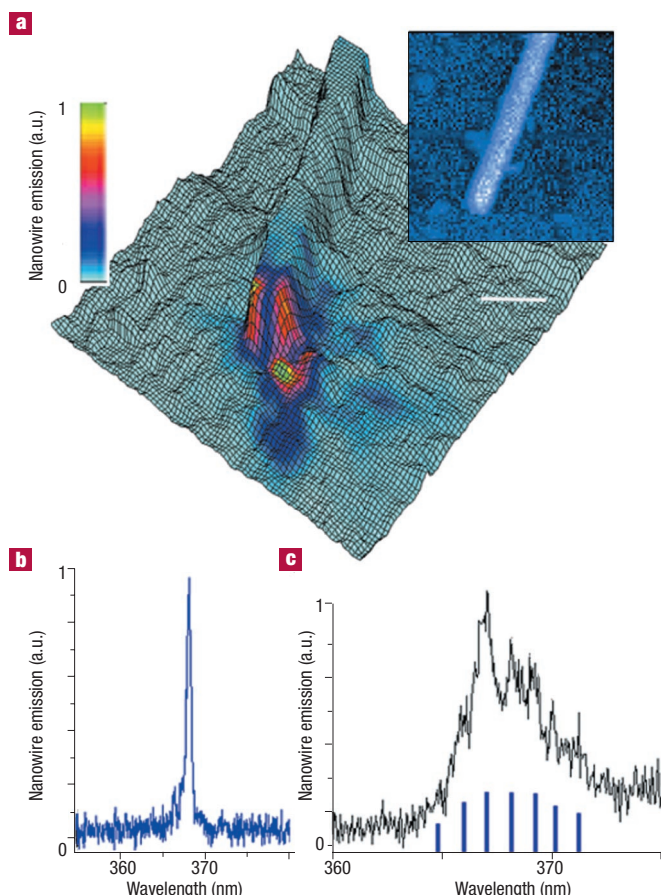 a
1
Nanowire emission (a.u.)
0
b
1
Nanowire emission (a.u.)
0
360 370
Wavelength (nm)
c
1
Nanowire emission (a.u.)
0
360 370
Wavelength (nm)